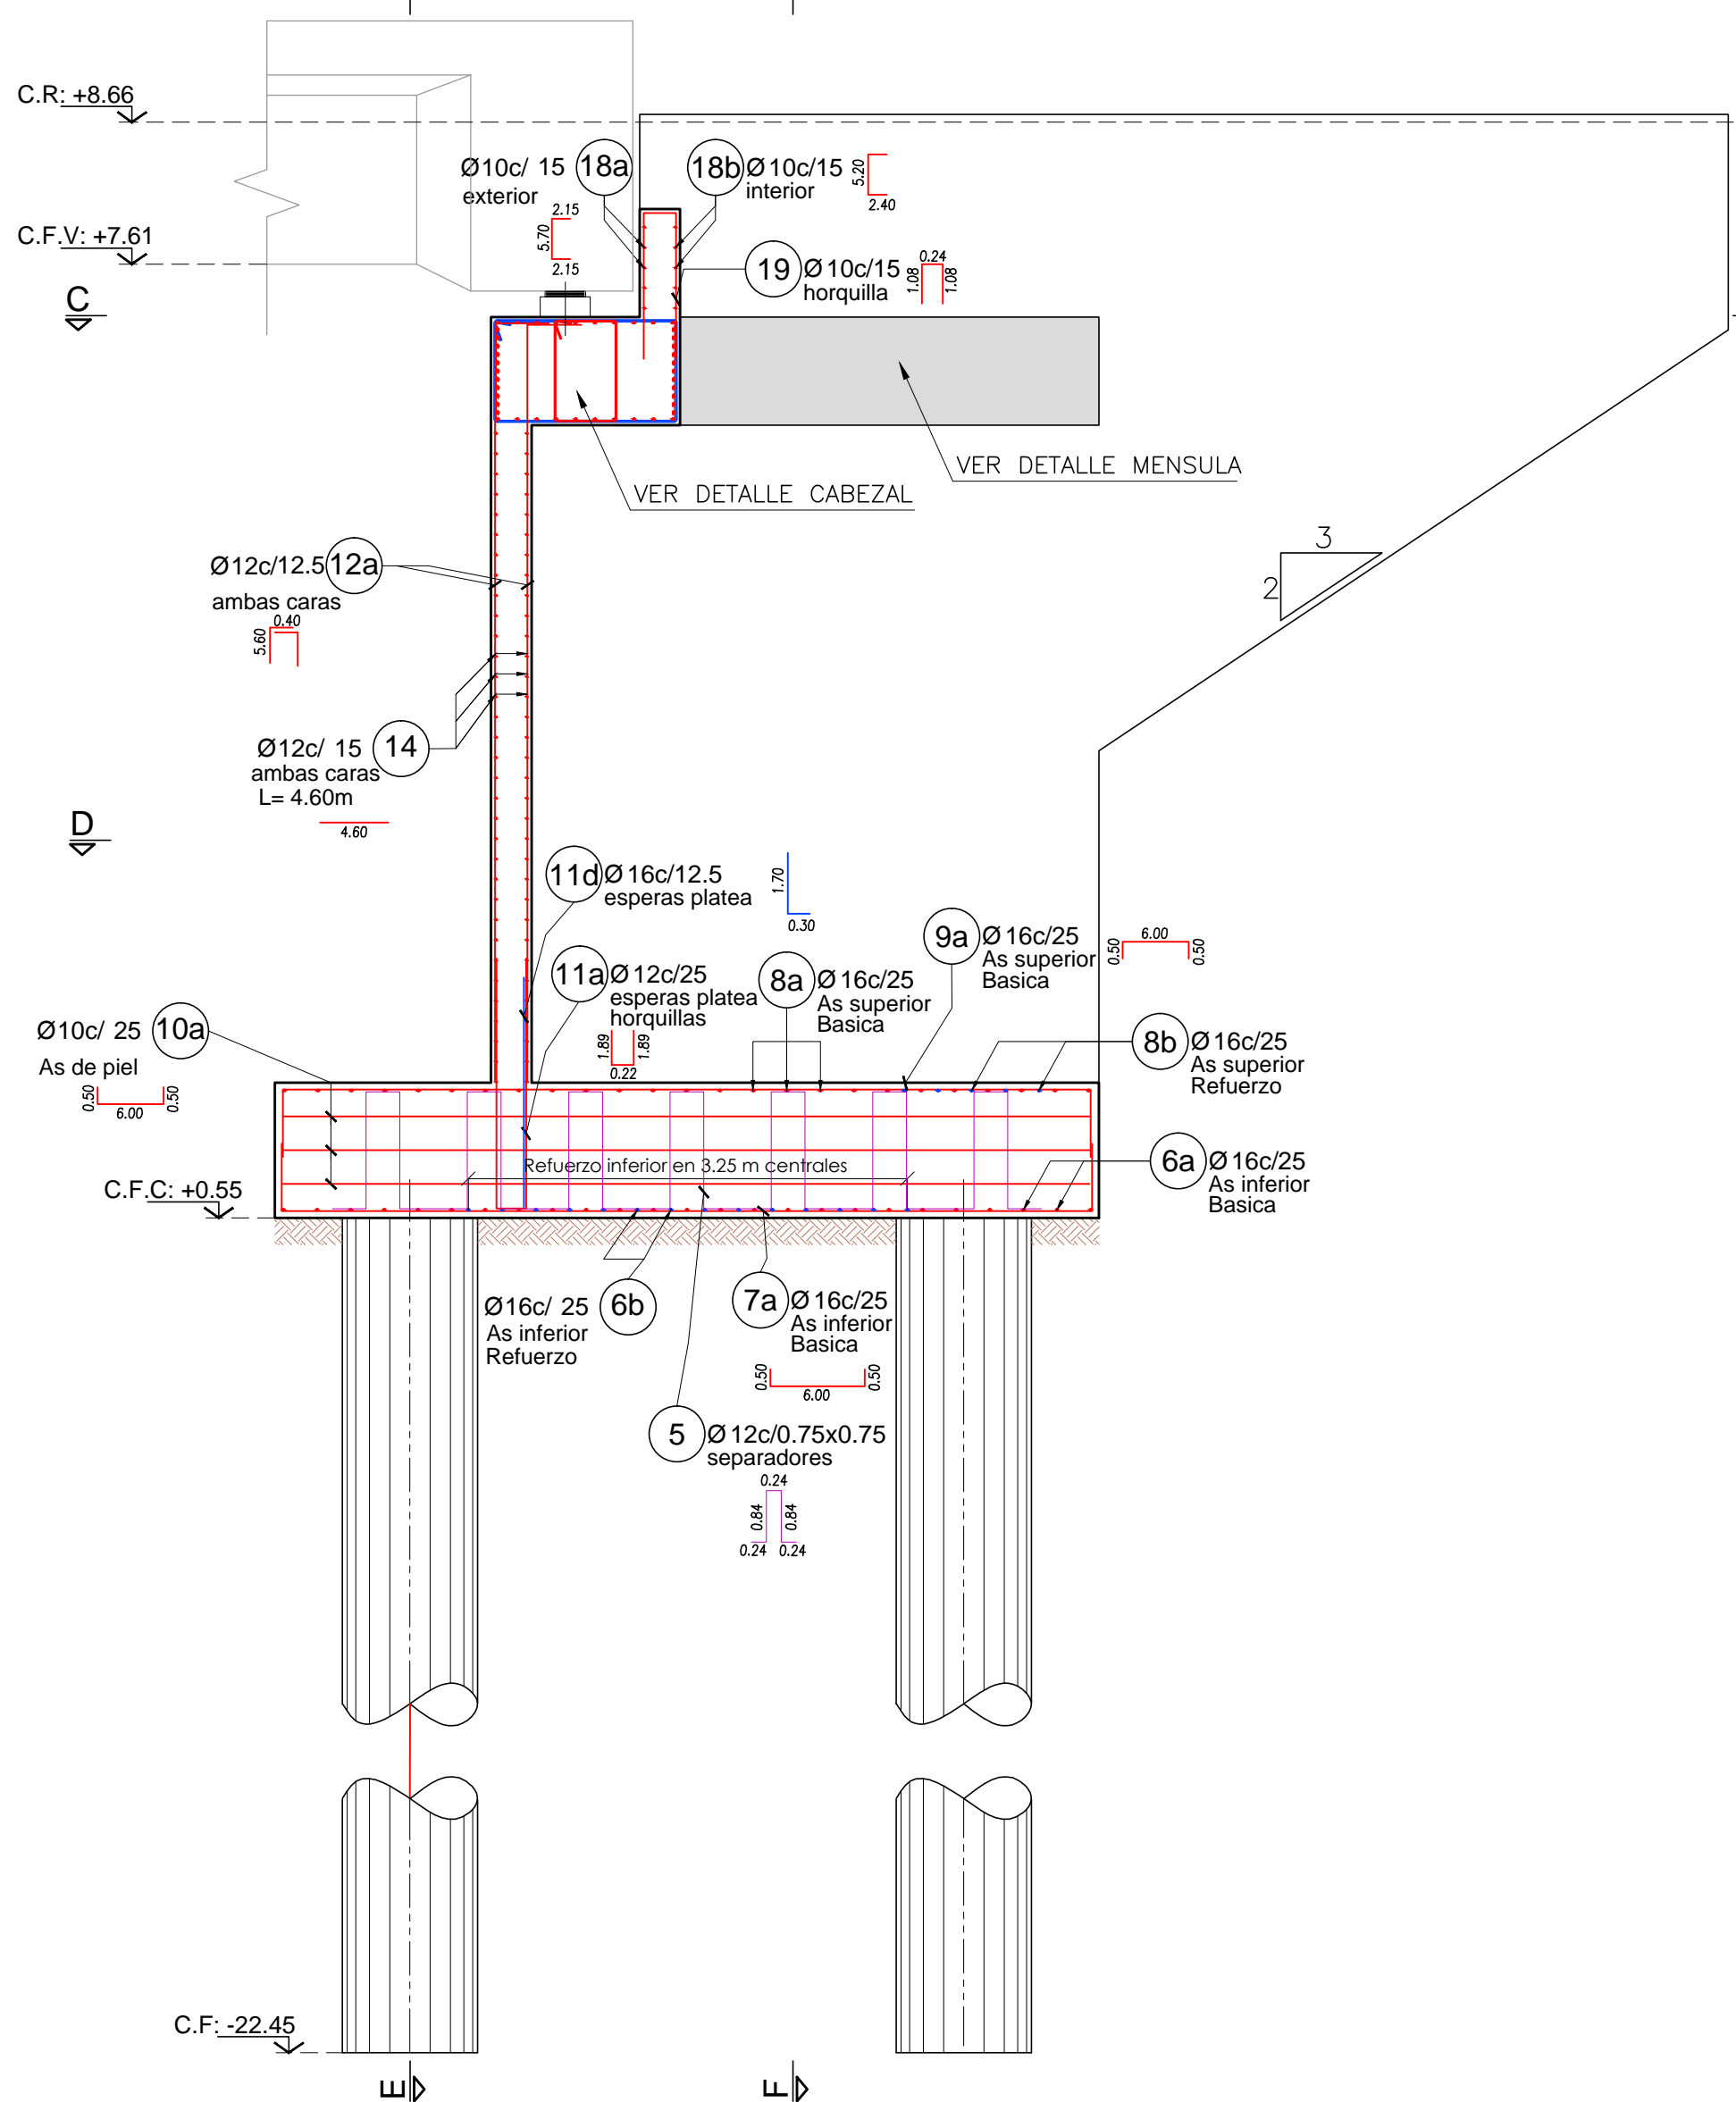 C.R: +8.66
Ø10c/ 15
exterior
18a
18b
Ø10c/15
interior
5.20
2.40
2.15
5.70
2.15
C.F.V: +7.61
C
19
Ø10c/15
horquilla
0.24
1.08
1.08
VER DETALLE MENSULA
VER DETALLE CABEZAL
3
2
Ø12c/12.5
12a
ambas caras
0.40
5.60
Ø12c/ 15
14
ambas caras
L= 4.60m
4.60
D
11d
Ø16c/12.5
esperas platea
1.70
0.30
11a
Ø12c/25
esperas platea
horquillas
1.89
1.89
0.22
8a
Ø16c/25
As superior
Basica
9a
Ø16c/25
As superior
Basica
6.00
0.50
0.50
8b
Ø16c/25
As superior
Refuerzo
Ø10c/ 25
10a
As de piel
0.50
0.50
6.00
Refuerzo inferior en 3.25 m centrales
6a
Ø16c/25
As inferior
Basica
C.F.C: +0.55
Ø16c/ 25
6b
As inferior
Refuerzo
7a
Ø16c/25
As inferior
Basica
0.50
0.50
6.00
5
Ø12c/0.75x0.75
separadores
0.24
0.84
0.84
0.24
0.24
C.F: -22.45
E
F